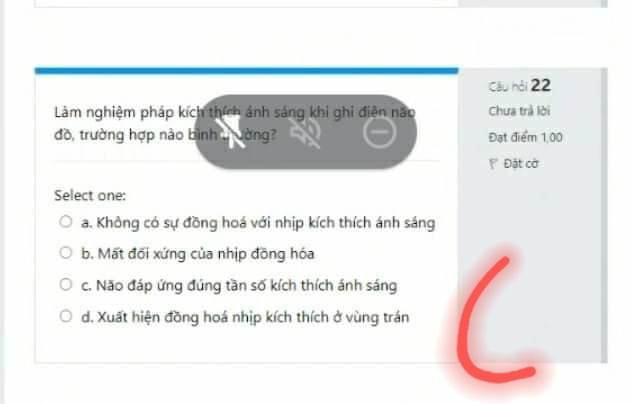 Câu hỏi 22
Chưa trả lời
Đạt điểm 1,00
Đặt cờ
Làm nghiệm pháp kích thích ánh sáng khi ghi điện não
đồ, trường hợp nào bình thường?
Select one:
a. Không có sự đồng hoá với nhịp kích thích ánh sáng
b. Mất đối xứng của nhịp đồng hóa
c. Não đáp ứng đúng tần số kích thích ánh sáng
d. Xuất hiện đồng hoá nhịp kích thích ở vùng trán